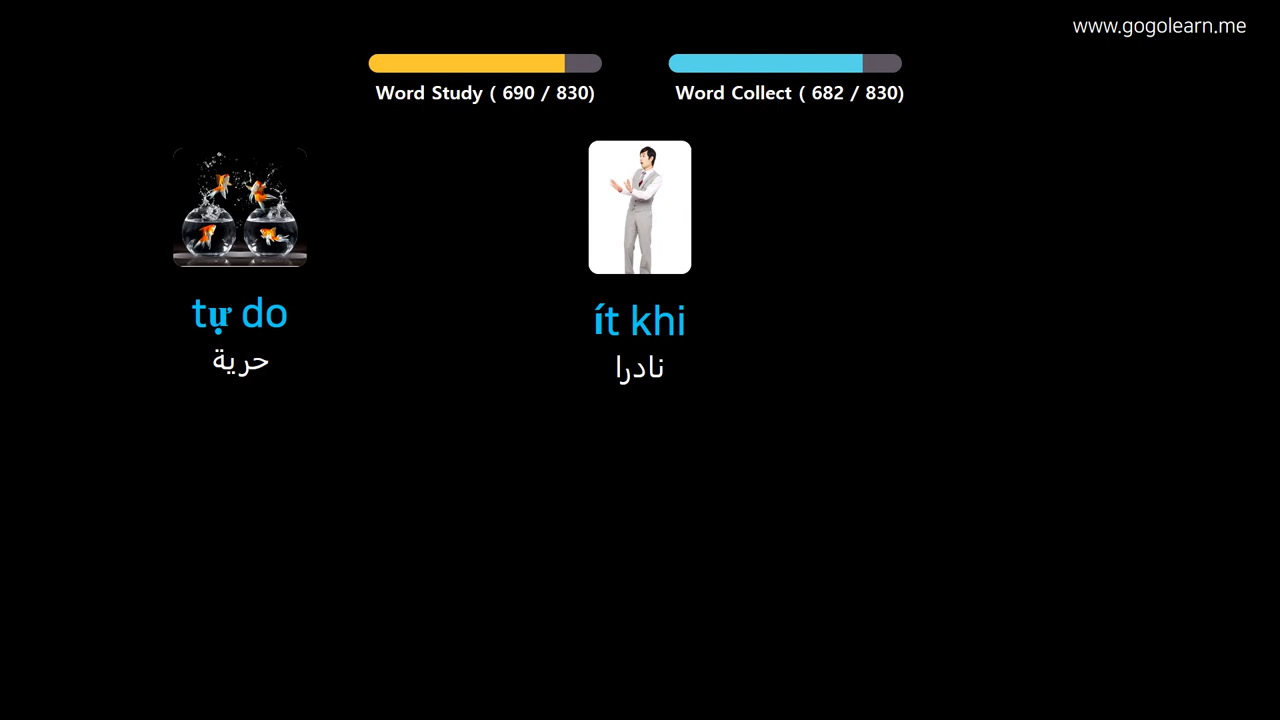 www.gogolearn.me
Word Study ( 690 / 830)
Word Collect ( 682 / 830)
tự do
حرية
ít khi
نادرا